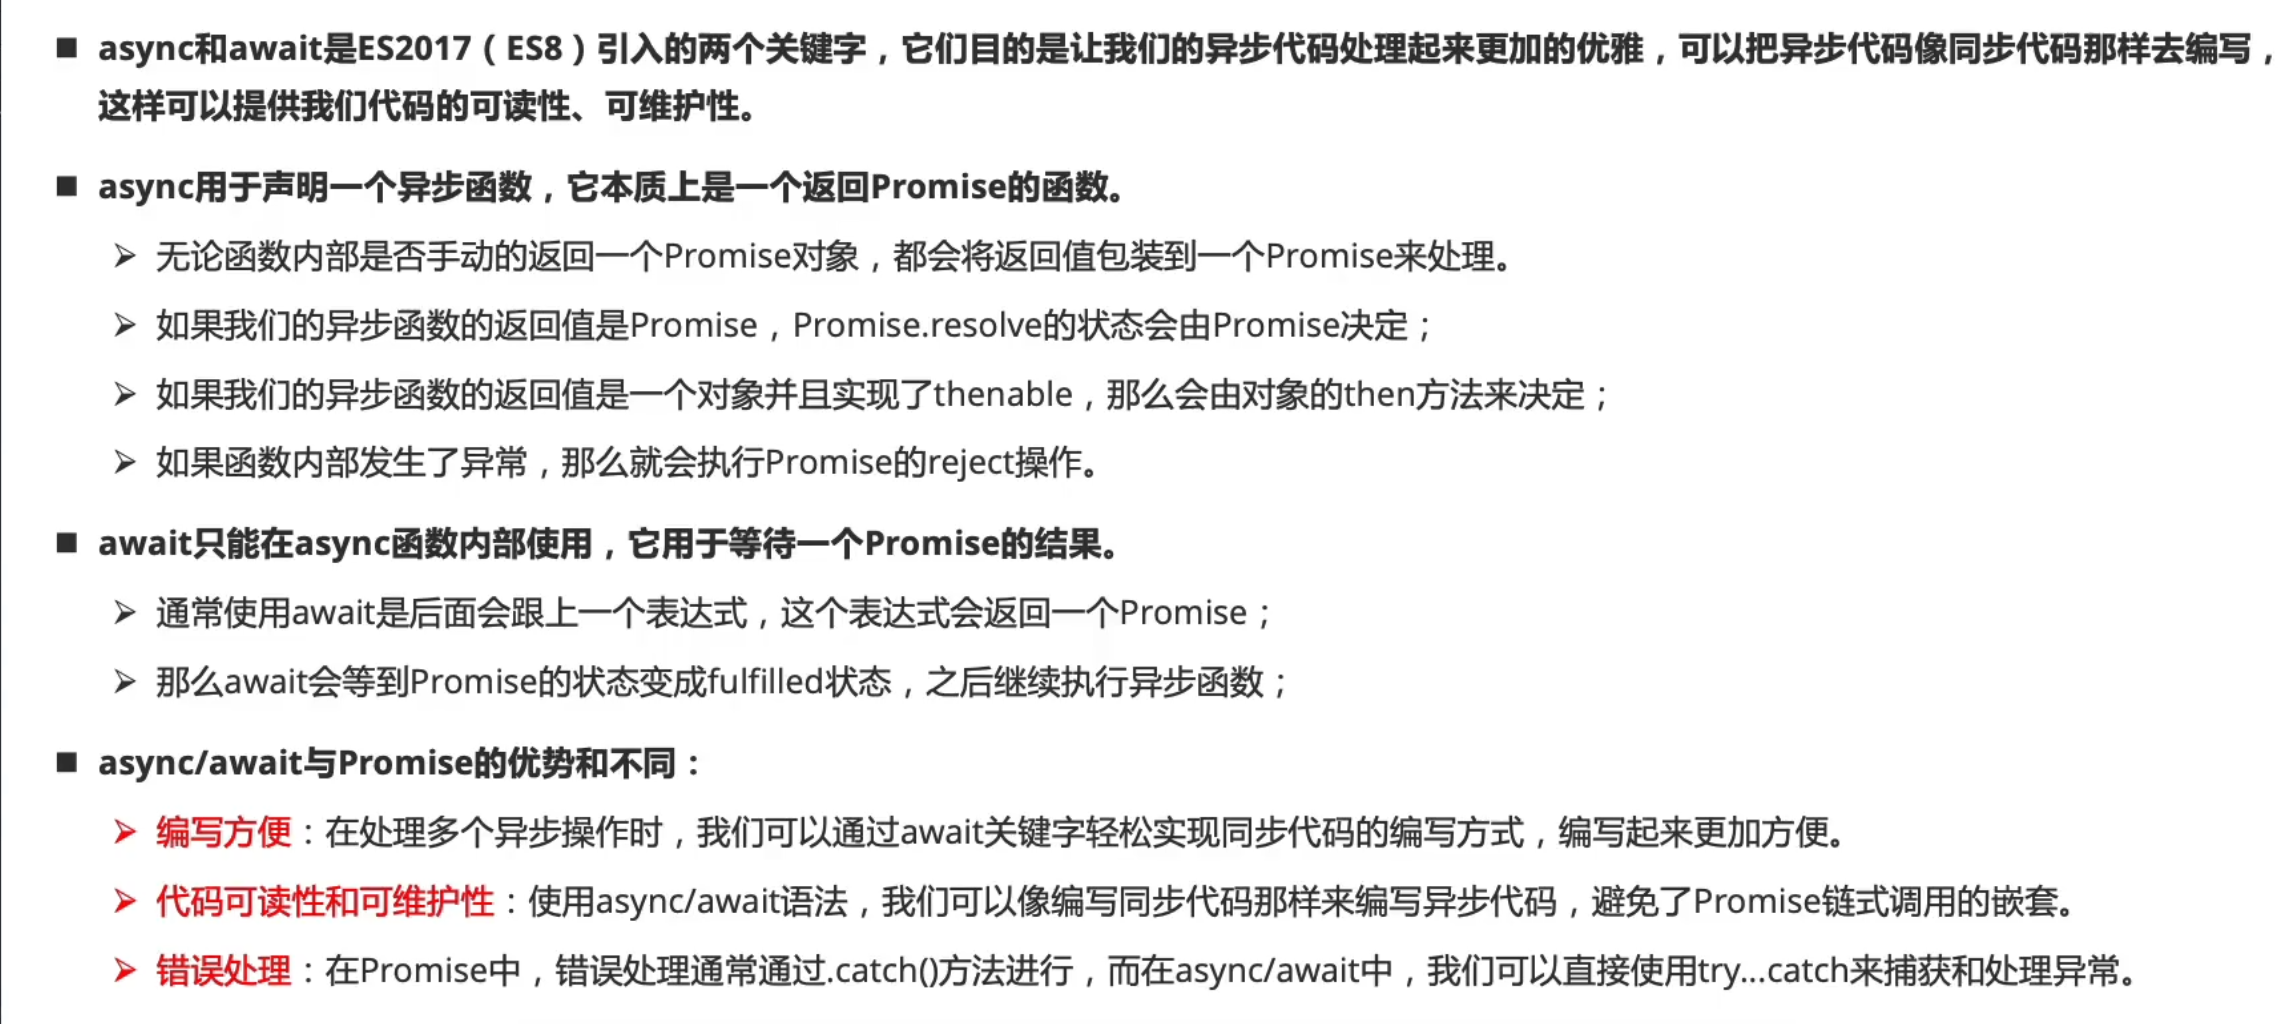 ■ async和await是ES2017（ES8）引入的两个关键字，它们目的是让我们的异步代码处理起来更加的优雅，可以把异步代码像同步代码那样去编写，
这样可以提供我们代码的可读性、可维护性。
■ async用于声明一个异步函数，它本质上是一个返回Promise的函数。
➢ 无论函数内部是否手动的返回一个Promise对象，都会将返回值包装到一个Promise来处理。
➢ 如果我们的异步函数的返回值是Promise，Promise.resolve的状态会由Promise决定；
➢ 如果我们的异步函数的返回值是一个对象并且实现了thenable，那么会由对象的then方法来决定；
➢ 如果函数内部发生了异常，那么就会执行Promise的reject操作。
■ await只能在async函数内部使用，它用于等待一个Promise的结果。
➢ 通常使用await是后面会跟上一个表达式，这个表达式会返回一个Promise；
➢ 那么await会等到Promise的状态变成fulfilled状态，之后继续执行异步函数；
■ async/await与Promise的优势和不同：
➢ 编写方便：在处理多个异步操作时，我们可以通过await关键字轻松实现同步代码的编写方式，编写起来更加方便。
➢ 代码可读性和可维护性：使用async/await语法，我们可以像编写同步代码那样来编写异步代码，避免了Promise链式调用的嵌套。
➢ 错误处理：在Promise中，错误处理通常通过.catch()方法进行，而在async/await中，我们可以直接使用try...catch来捕获和处理异常。